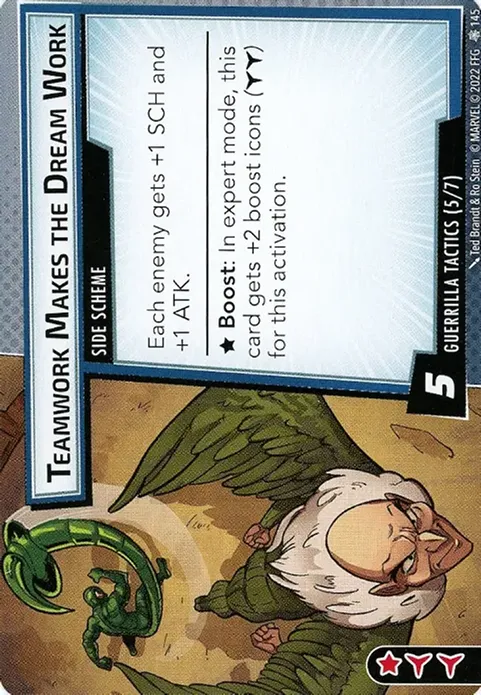 TEAMWORK MAKES THE DREAM WORK
SIDE SCHEME
Each enemy gets +1 SCH and
+1 ATK.
★ Boost: In expert mode, this
card gets +2 boost icons ()
for this activation.
5
GUERRILLA TACTICS (5/7)
Ted Brandt & Ro Stein © MARVEL © 2022 FFG 145